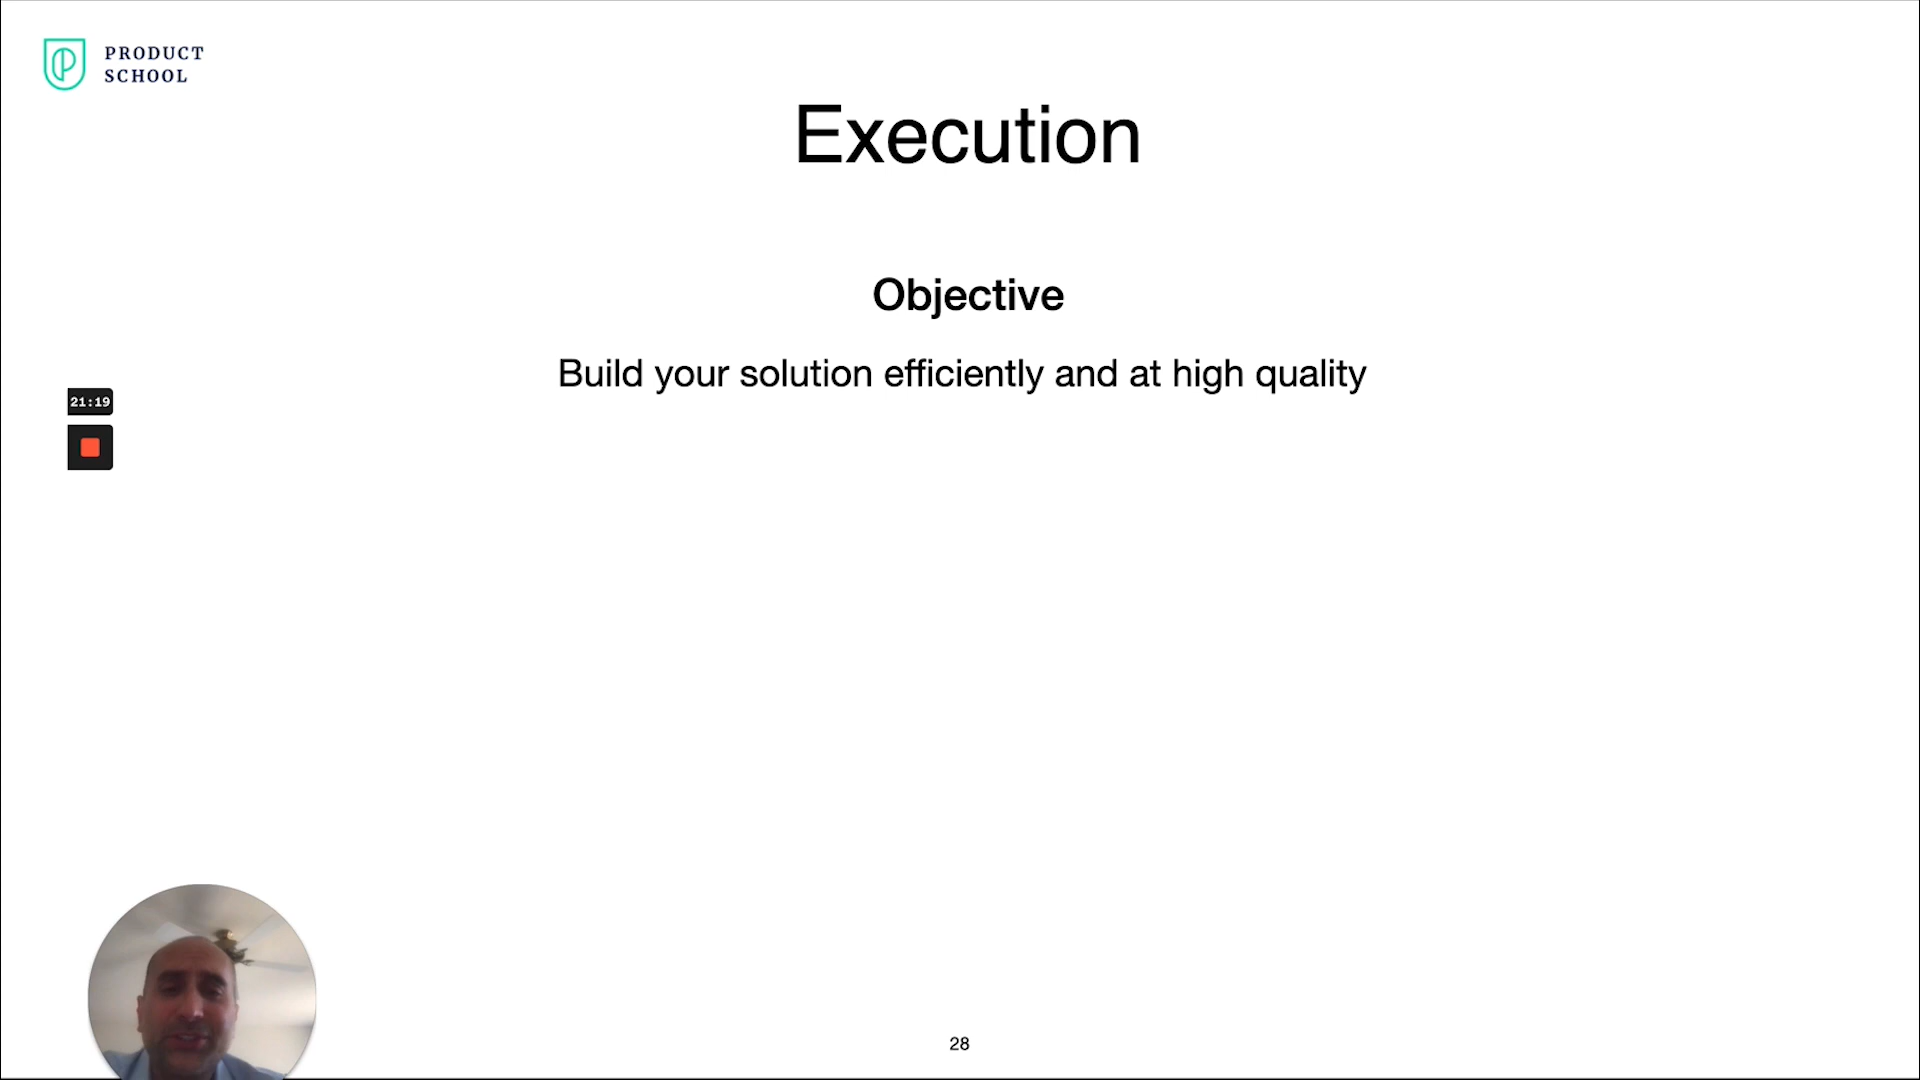 PRODUCT
SCHOOL
Execution
Objective
Build your solution efficiently and at high quality
21:19
28